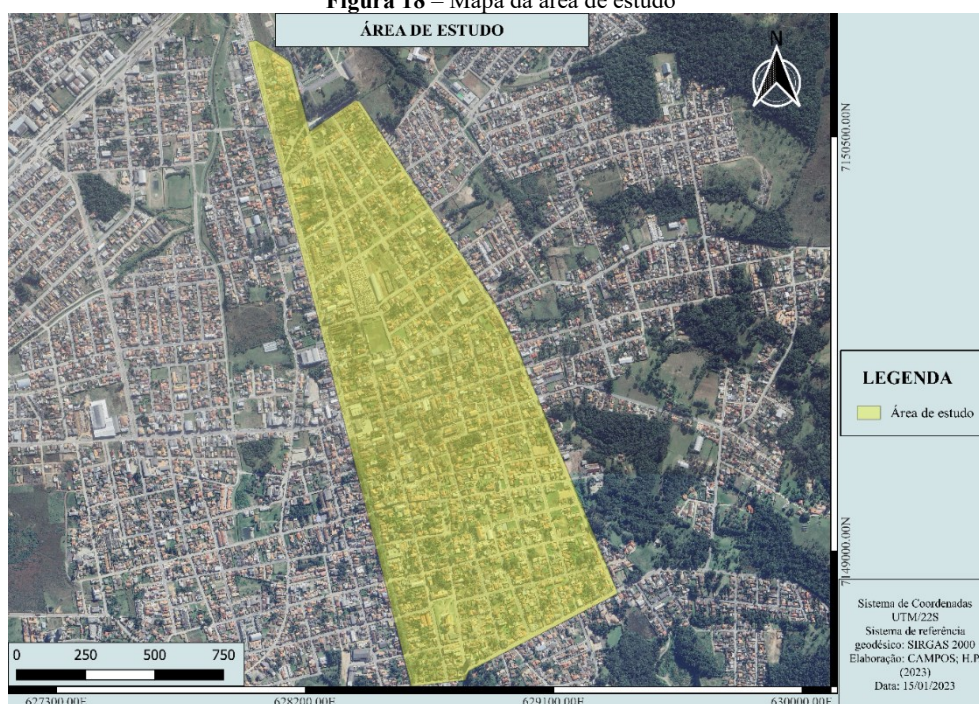 Figura 18 – Mapa da área de estudo
ÁREA DE ESTUDO
N
7150500.00N
LEGENDA
Área de estudo
7149000.00N
Sistema de Coordenadas
UTM/22S
Sistema de referência
geodésico: SIRGAS 2000
Elaboração: CAMPOS; H.P
(2023)
Data: 15/01/2023
0 250 500 750
627300.00E 628200.00E 629100.00E 630000.00E